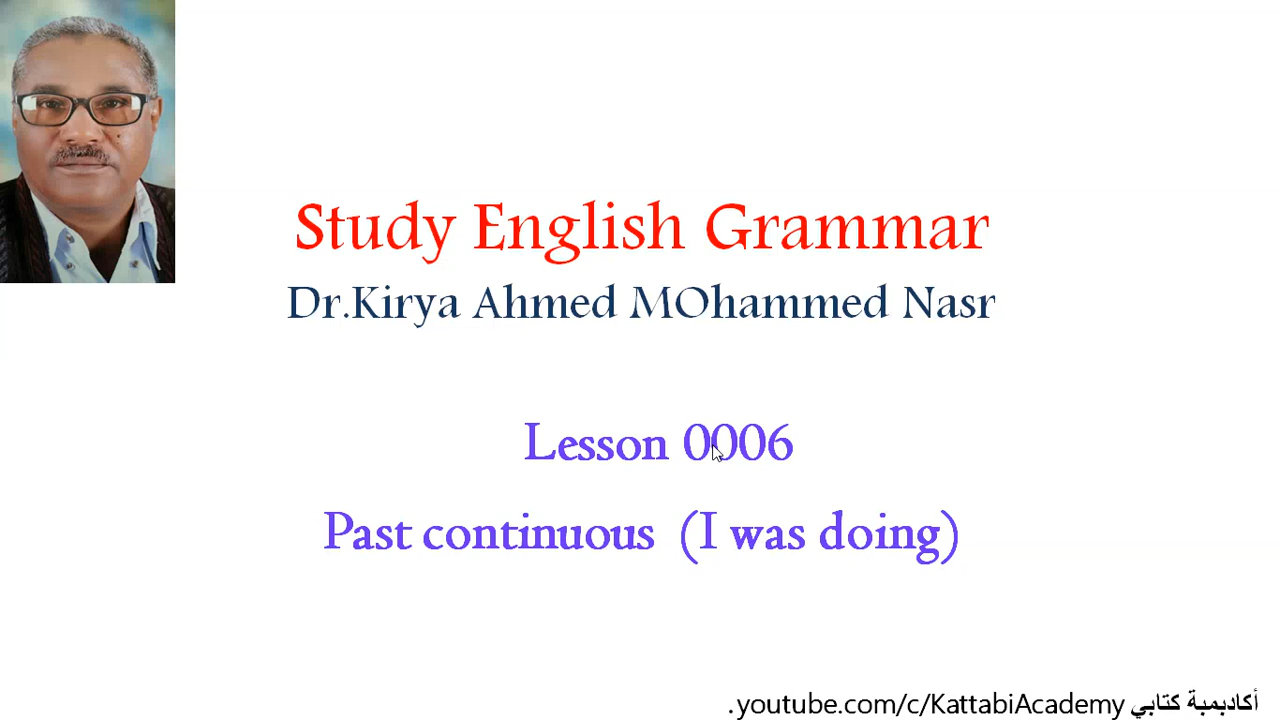 Study English Grammar
Dr.Kirya Ahmed MOhammed Nasr
Lesson 0006
Past continuous (I was doing)
.youtube.com/c/KattabiAcademy أكاديمية كتابي